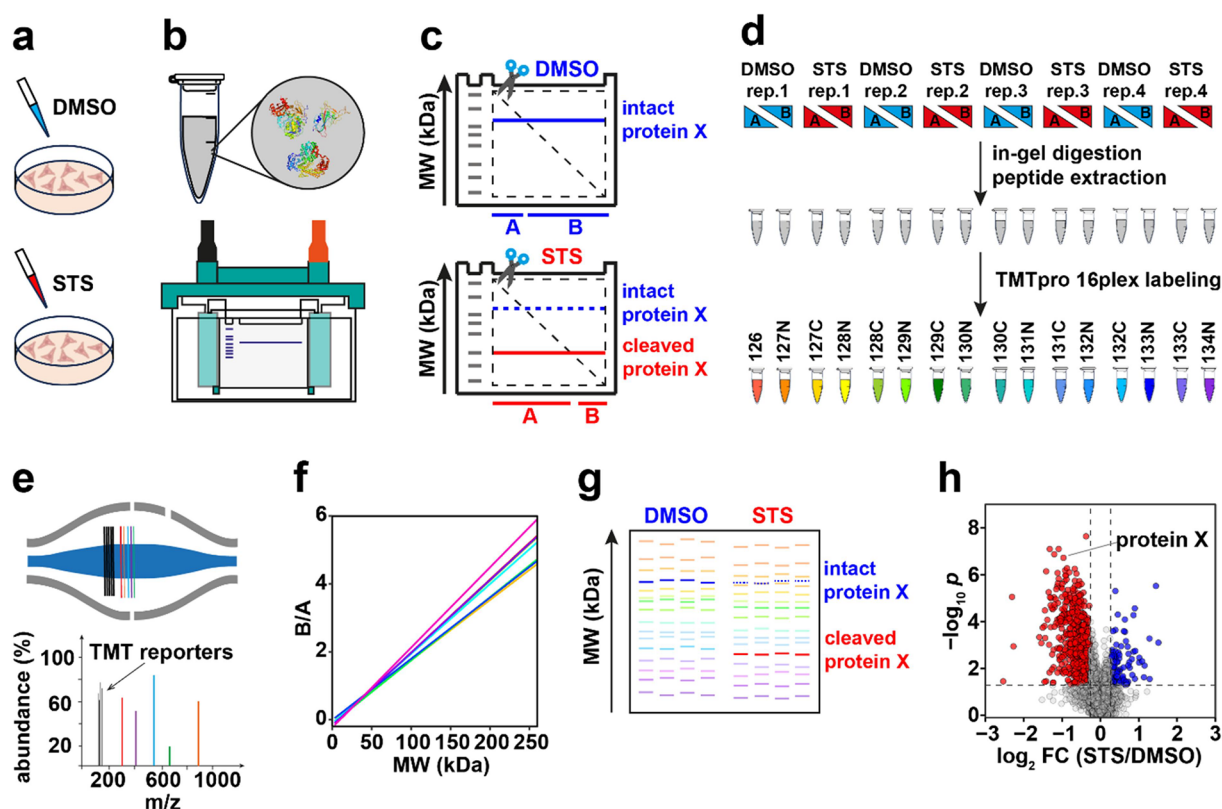 a
DMSO
STS
b
c
MW (kDa)
DMSO
intact
protein X
A
B
MW (kDa)
STS
intact
protein X
cleaved
protein X
A
B
d
DMSO STS DMSO STS DMSO STS DMSO STS
rep.1 rep.1 rep.2 rep.2 rep.3 rep.3 rep.4 rep.4
A B A B A B A B A B A B A B A B
in-gel digestion
peptide extraction
TMTpro 16plex labeling
126 127N 127C 128N 128C 129N 129C 130N 130C 131N 131C 132N 132C 133N 133C 134N
e
TMT reporters
abundance (%)
100
80
60
40
20
200 600 1000
m/z
f
B/A
6
4
2
0
0 50 100 150 200 250
MW (kDa)
g
DMSO STS
MW (kDa)
intact
protein X
cleaved
protein X
h
protein X
−log10 p
8
6
4
2
0
−3 −2 −1 0 1 2 3
log2 FC (STS/DMSO)